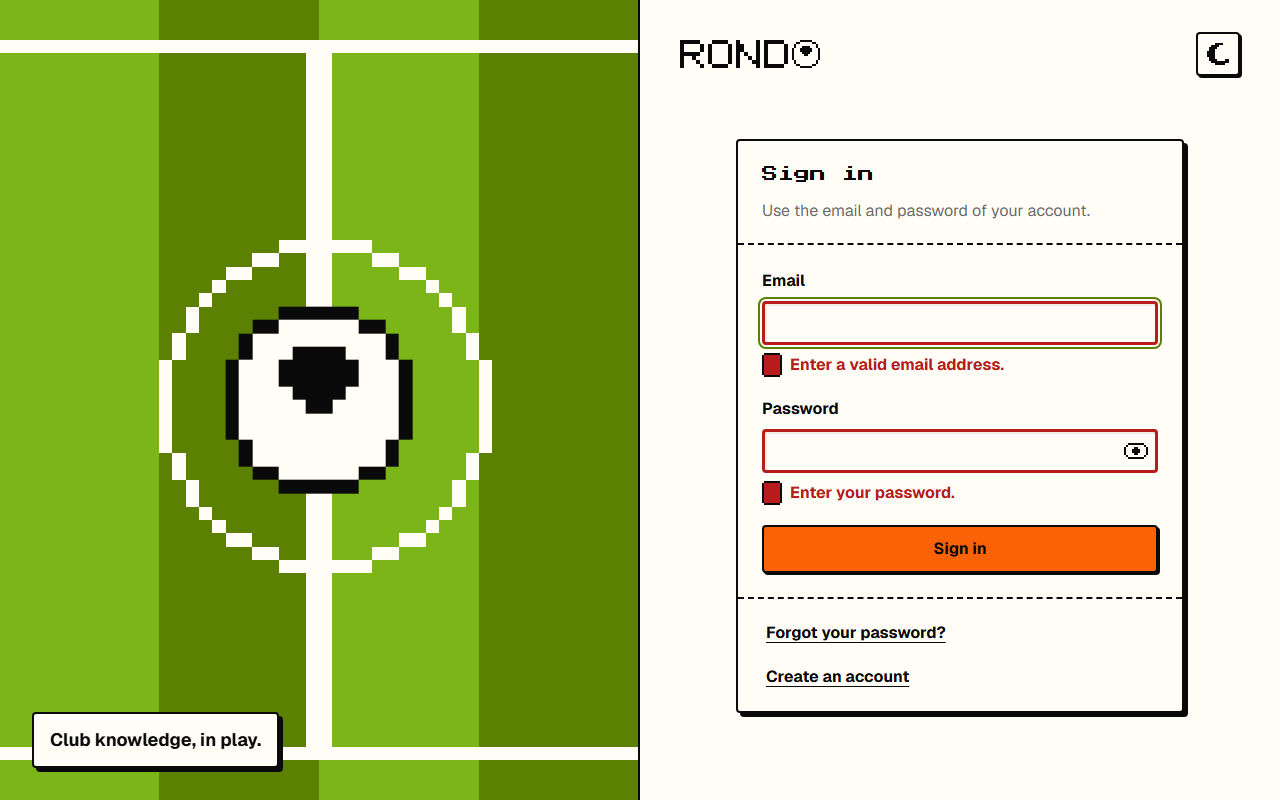 RONDO
Sign in
Use the email and password of your account.
Email
Enter a valid email address.
Password
Enter your password.
Sign in
Forgot your password?
Create an account
Club knowledge, in play.